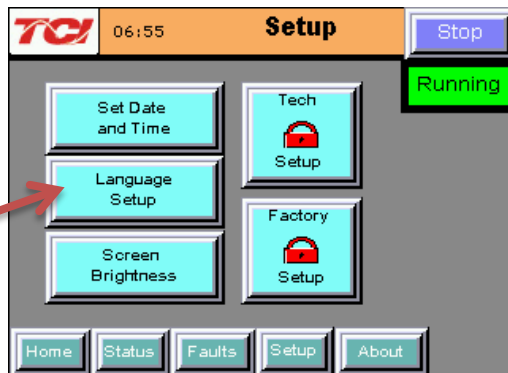 TCI 06:55 Setup Stop
Running
Set Date
and Time
Language
Setup
Screen
Brightness
Tech
Setup
Factory
Setup
Home Status Faults Setup About